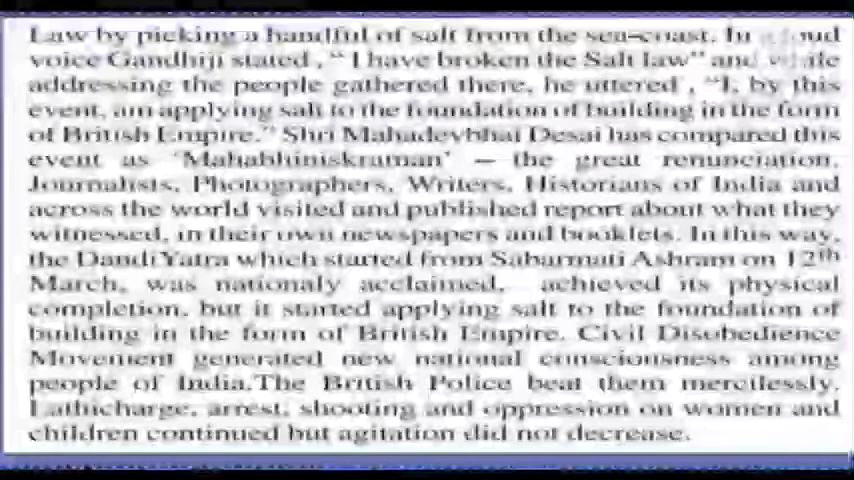 Law by picking a handful of salt from the sea-coast. In a loud
voice Gandhiji stated , “ I have broken the Salt law” and while
addressing the people gathered there, he uttered , “I, by this
event, am applying salt to the foundation of building in the form
of British Empire.” Shri Mahadevbhai Desai has compared this
event as ‘Mahabhiniskraman’ – the great renunciation.
Journalists, Photographers, Writers, Historians of India and
across the world visited and published report about what they
witnessed, in their own newspapers and booklets. In this way,
the Dandi Yatra which started from Sabarmati Ashram on 12th
March, was nationaly acclaimed, achieved its physical
completion, but it started applying salt to the foundation of
building in the form of British Empire. Civil Disobedience
Movement generated new national consciousness among
people of India.The British Police beat them mercilessly.
Lathicharge, arrest, shooting and oppression on women and
children continued but agitation did not decrease.